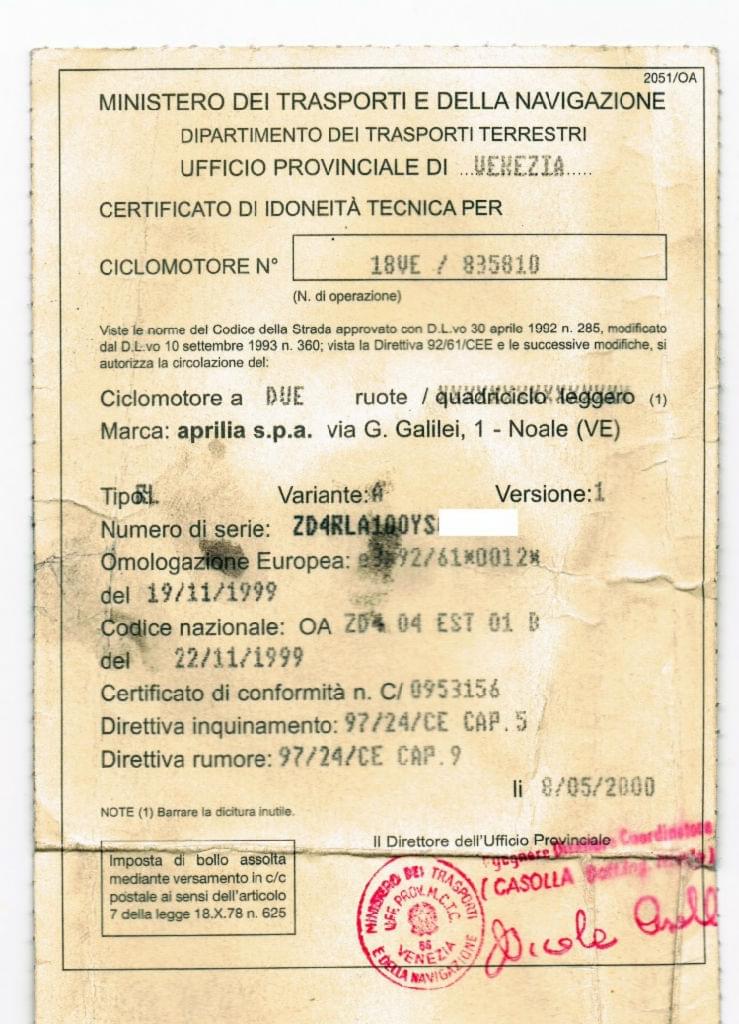 2051/OA
MINISTERO DEI TRASPORTI E DELLA NAVIGAZIONE
DIPARTIMENTO DEI TRASPORTI TERRESTRI
UFFICIO PROVINCIALE DI ...VENEZIA.....
CERTIFICATO DI IDONEITÀ TECNICA PER
CICLOMOTORE N° 18VE / 835810
(N. di operazione)
Viste le norme del Codice della Strada approvato con D.L.vo 30 aprile 1992 n. 285, modificato
dal D.L.vo 10 settembre 1993 n. 360; vista la Direttiva 92/61/CEE e le successive modifiche, si
autorizza la circolazione del:
Ciclomotore a DUE ruote / quadriciclo leggero (1)
Marca: aprilia s.p.a. via G. Galilei, 1 - Noale (VE)
Tipo: Variante: A Versione: 1
Numero di serie: ZD4RLA100YS
Omologazione Europea: e3*92/61*0012*
del 19/11/1999
Codice nazionale: OA ZD4 04 EST 01 B
del 22/11/1999
Certificato di conformità n. C/ 0953156
Direttiva inquinamento: 97/24/CE CAP.5
Direttiva rumore: 97/24/CE CAP.9
li 8/05/2000
NOTE (1) Barrare la dicitura inutile.
Il Direttore dell'Ufficio Provinciale
Coordinatore
(CASOLLA Dott.Ing.
Imposta di bollo assolta
mediante versamento in c/c
postale ai sensi dell'articolo
7 della legge 18.X.78 n. 625
MINISTERO DEI TRASPORTI
E DELLA NAVIGAZIONE
UFF. PROV. M.C.T.C.
VENEZIA